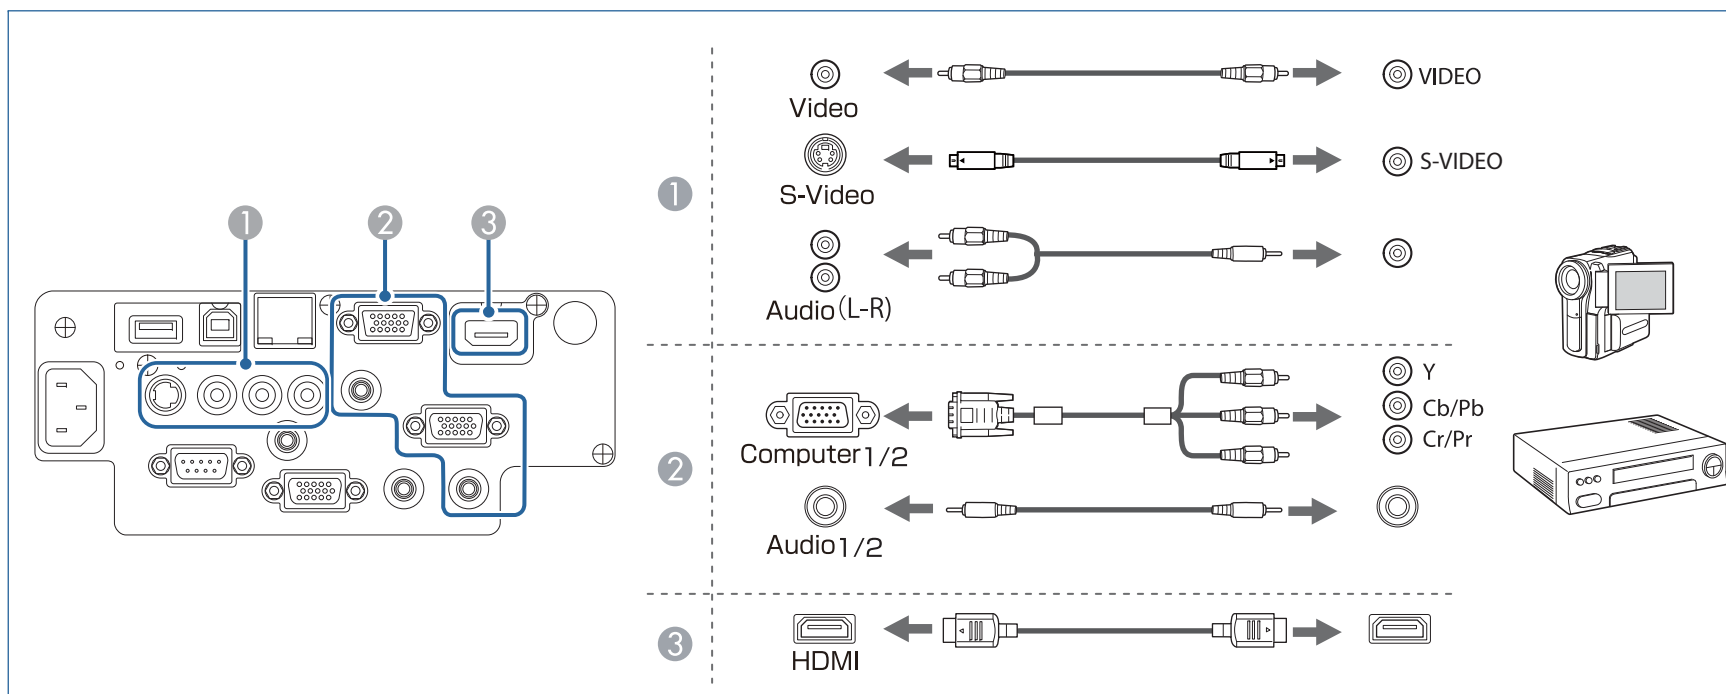 1
2
3
1
Video
VIDEO
S-Video
S-VIDEO
Audio(L-R)
2
Computer1/2
Y
Cb/Pb
Cr/Pr
Audio1/2
3
HDMI